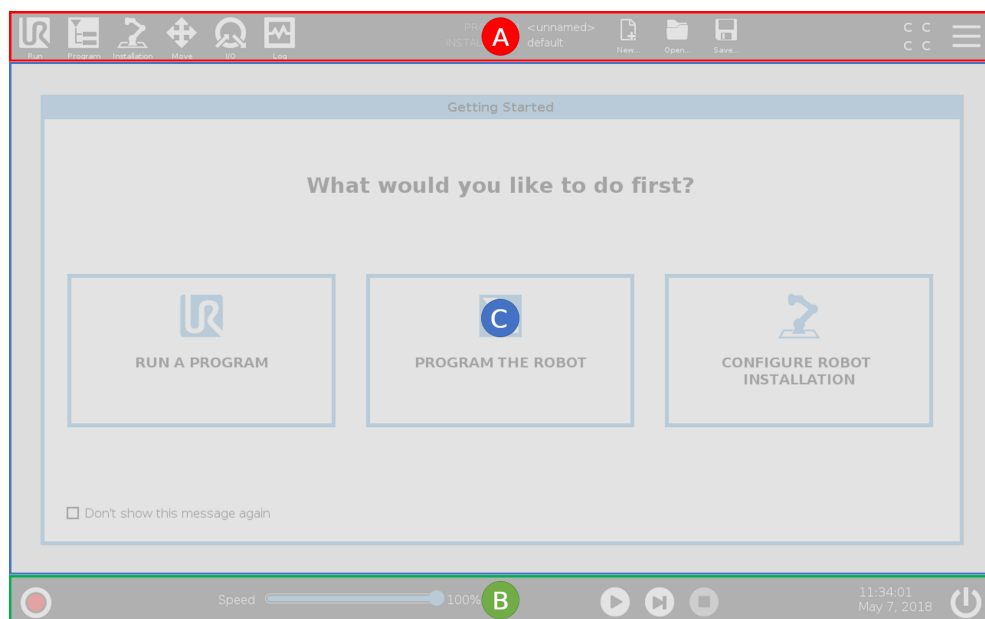 <unnamed>
A
default
Run Program Installation Move I/O Log
New... Open... Save...
C C
C C
Getting Started
What would you like to do first?
C
RUN A PROGRAM
PROGRAM THE ROBOT
CONFIGURE ROBOT
INSTALLATION
Don't show this message again
Speed
100%
B
11:34:01
May 7, 2018